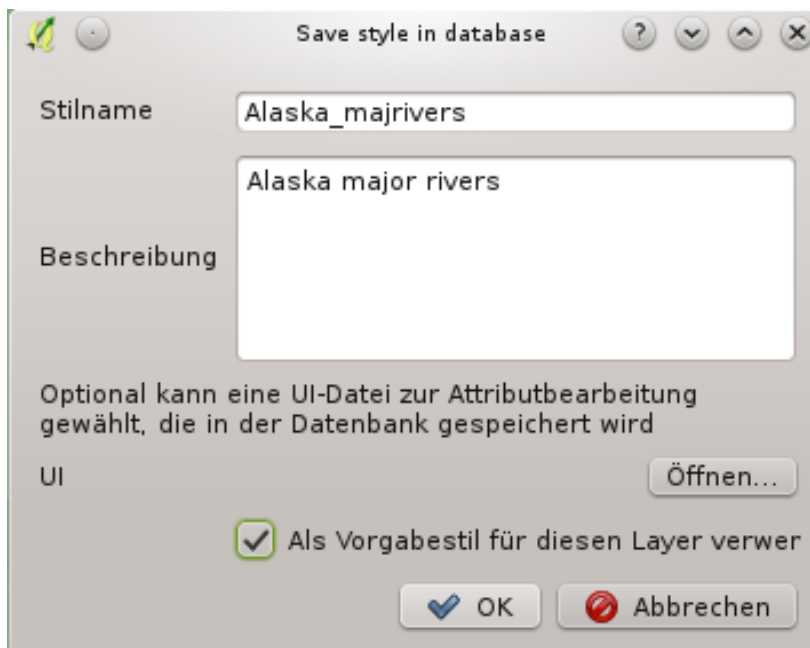 Save style in database
Stilname
Alaska_majrivers
Beschreibung
Alaska major rivers
Optional kann eine UI-Datei zur Attributbearbeitung
gewählt, die in der Datenbank gespeichert wird
UI
Öffnen...
Als Vorgabestil für diesen Layer verwer
OK
Abbrechen